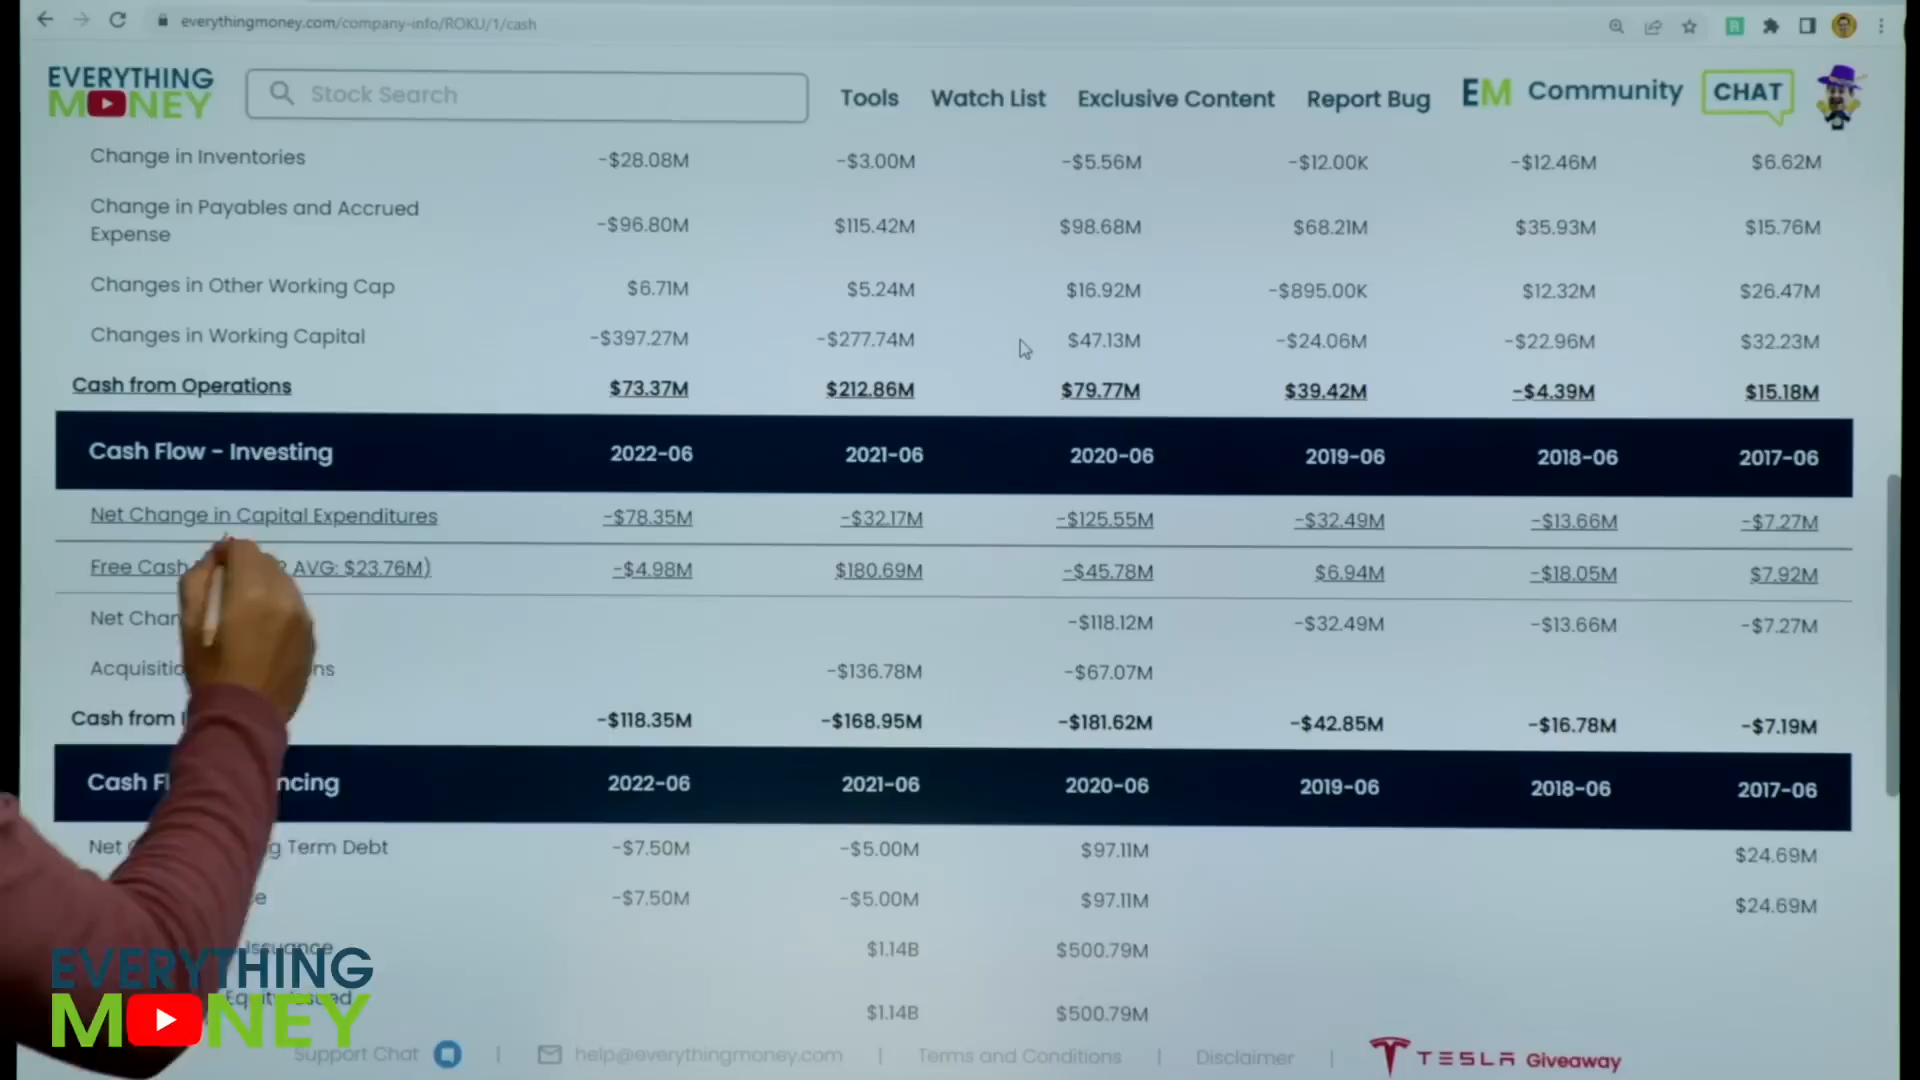 everythingmoney.com/company-info/ROKU/1/cash
EVERYTHING
MONEY
Stock Search
Tools Watch List Exclusive Content Report Bug EM Community CHAT
Change in Inventories -$28.08M -$3.00M -$5.56M -$12.00K -$12.46M $6.62M
Change in Payables and Accrued
Expense -$96.80M $115.42M $98.68M $68.21M $35.93M $15.76M
Changes in Other Working Cap $6.71M $5.24M $16.92M -$895.00K $12.32M $26.47M
Changes in Working Capital -$397.27M -$277.74M $47.13M -$24.06M -$22.96M $32.23M
Cash from Operations $73.37M $212.86M $79.77M $39.42M -$4.39M $15.18M
Cash Flow - Investing 2022-06 2021-06 2020-06 2019-06 2018-06 2017-06
Net Change in Capital Expenditures -$78.35M -$32.17M -$125.55M -$32.49M -$13.66M -$7.27M
Free Cash AVG: $23.76M) -$4.98M $180.69M -$45.78M $6.94M -$18.05M $7.92M
Net -$118.12M -$32.49M -$13.66M -$7.27M
-$136.78M -$67.07M
Cash from -$118.35M -$168.95M -$181.62M -$42.85M -$16.78M -$7.19M
Cash 2022-06 2021-06 2020-06 2019-06 2018-06 2017-06
Net Term Debt -$7.50M -$5.00M $97.11M $24.69M
-$7.50M -$5.00M $97.11M $24.69M
Issuance $1.14B $500.79M
Equity Issued $1.14B $500.79M
EVERYTHING
MONEY
Support Chat | help@everythingmoney.com | Terms and Conditions | Disclaimer | TESLA Giveaway